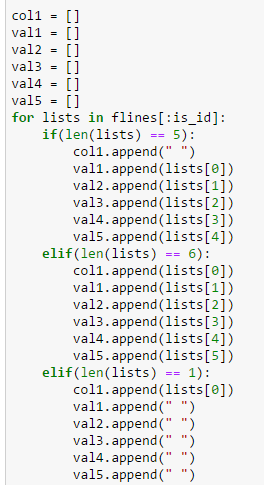 col1 = []
val1 = []
val2 = []
val3 = []
val4 = []
val5 = []
for lists in flines[:is_id]:
    if(len(lists) == 5):
        col1.append(" ")
        val1.append(lists[0])
        val2.append(lists[1])
        val3.append(lists[2])
        val4.append(lists[3])
        val5.append(lists[4])
    elif(len(lists) == 6):
        col1.append(lists[0])
        val1.append(lists[1])
        val2.append(lists[2])
        val3.append(lists[3])
        val4.append(lists[4])
        val5.append(lists[5])
    elif(len(lists) == 1):
        col1.append(lists[0])
        val1.append(" ")
        val2.append(" ")
        val3.append(" ")
        val4.append(" ")
        val5.append(" ")